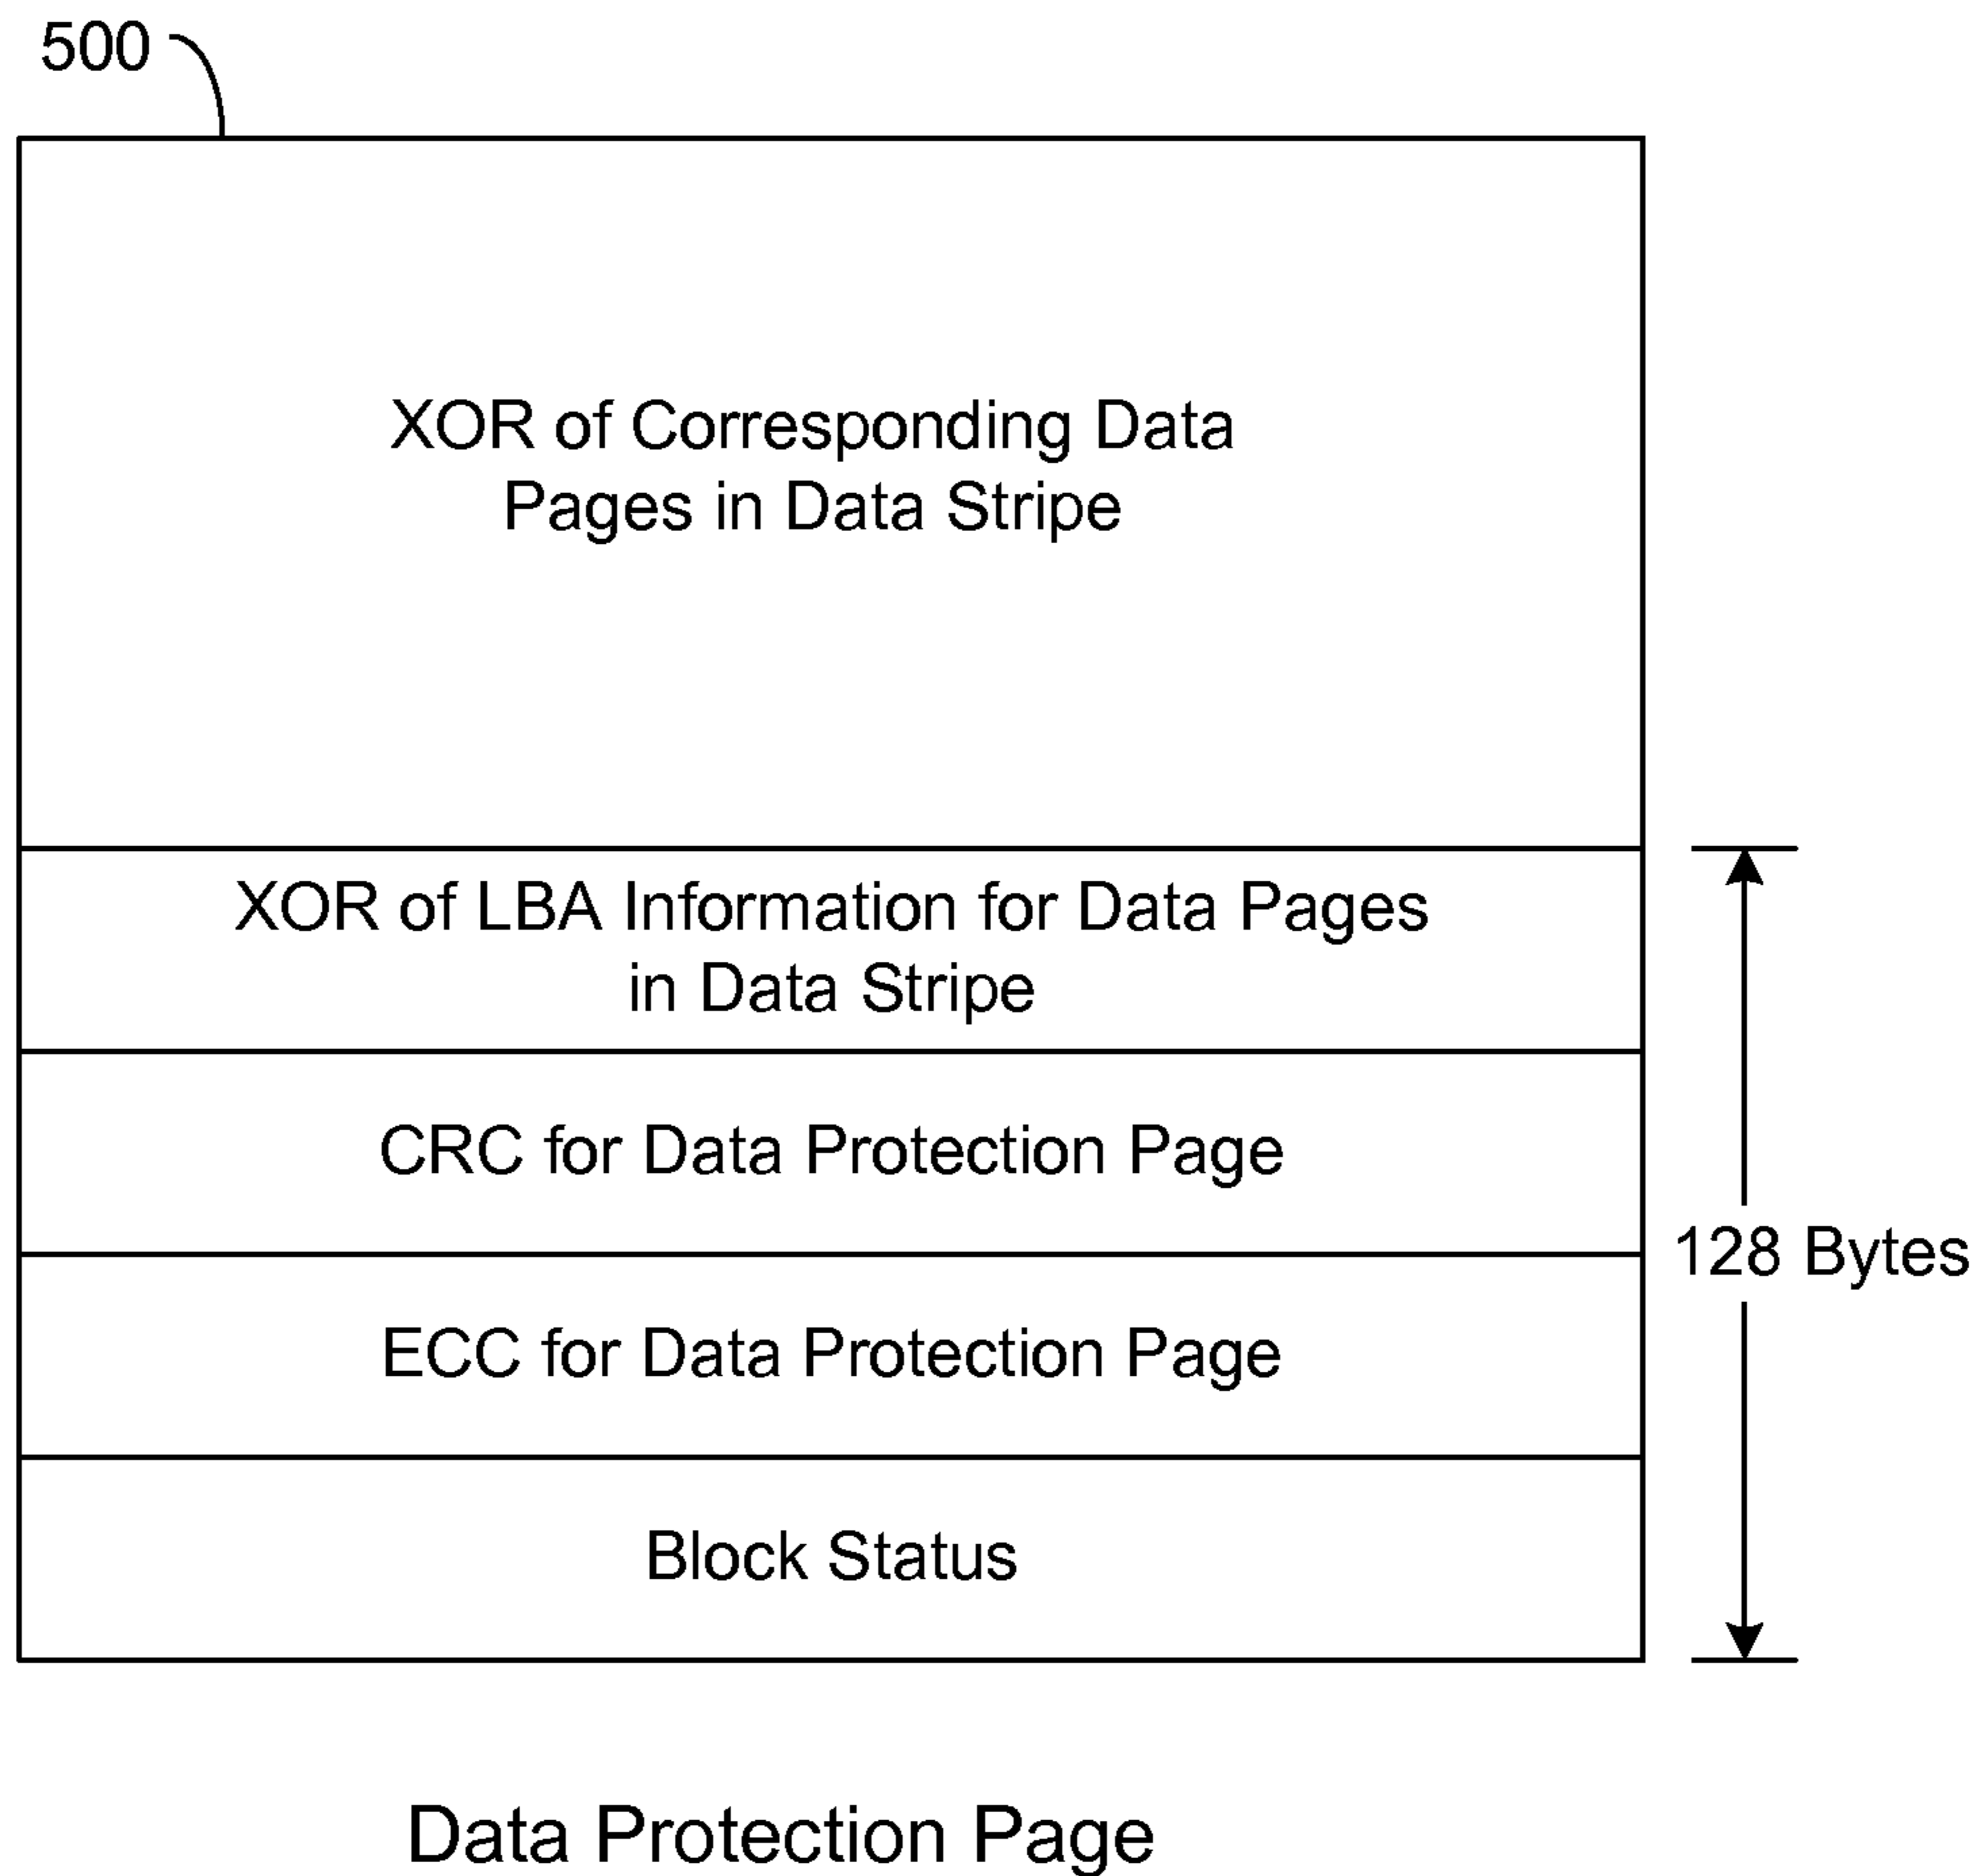 500
XOR of Corresponding Data
Pages in Data Stripe
XOR of LBA Information for Data Pages
in Data Stripe
CRC for Data Protection Page
128 Bytes
ECC for Data Protection Page
Block Status
Data Protection Page